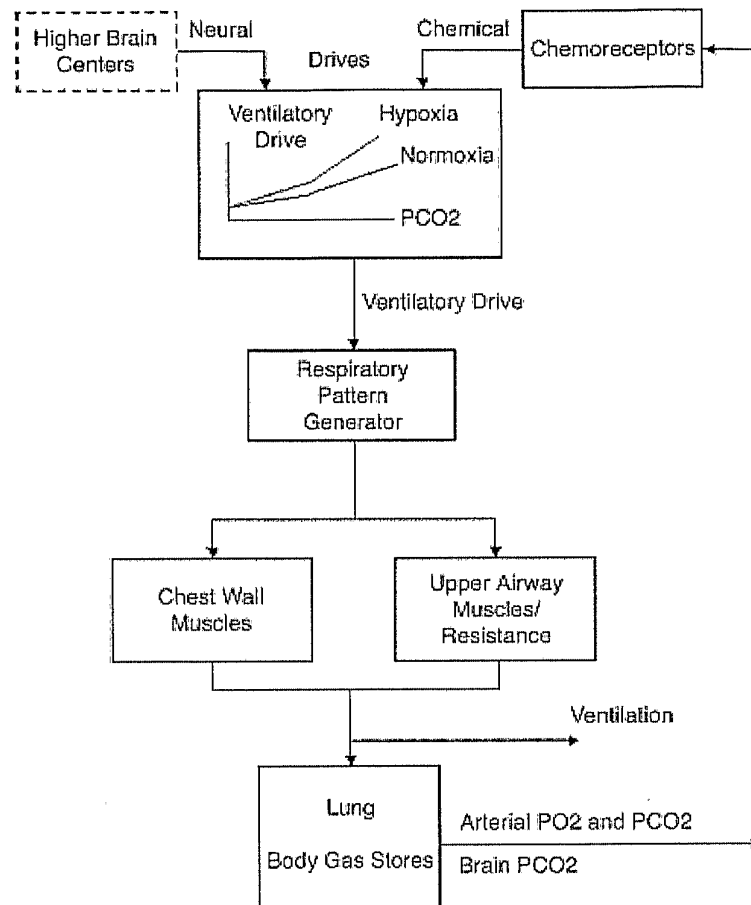 Higher Brain
Centers
Neural
Drives
Chemical
Chemoreceptors
Ventilatory
Drive
Hypoxia
Normoxia
PCO2
Ventilatory Drive
Respiratory
Pattern
Generator
Chest Wall
Muscles
Upper Airway
Muscles/
Resistance
Ventilation
Lung
Body Gas Stores
Arterial PO2 and PCO2
Brain PCO2